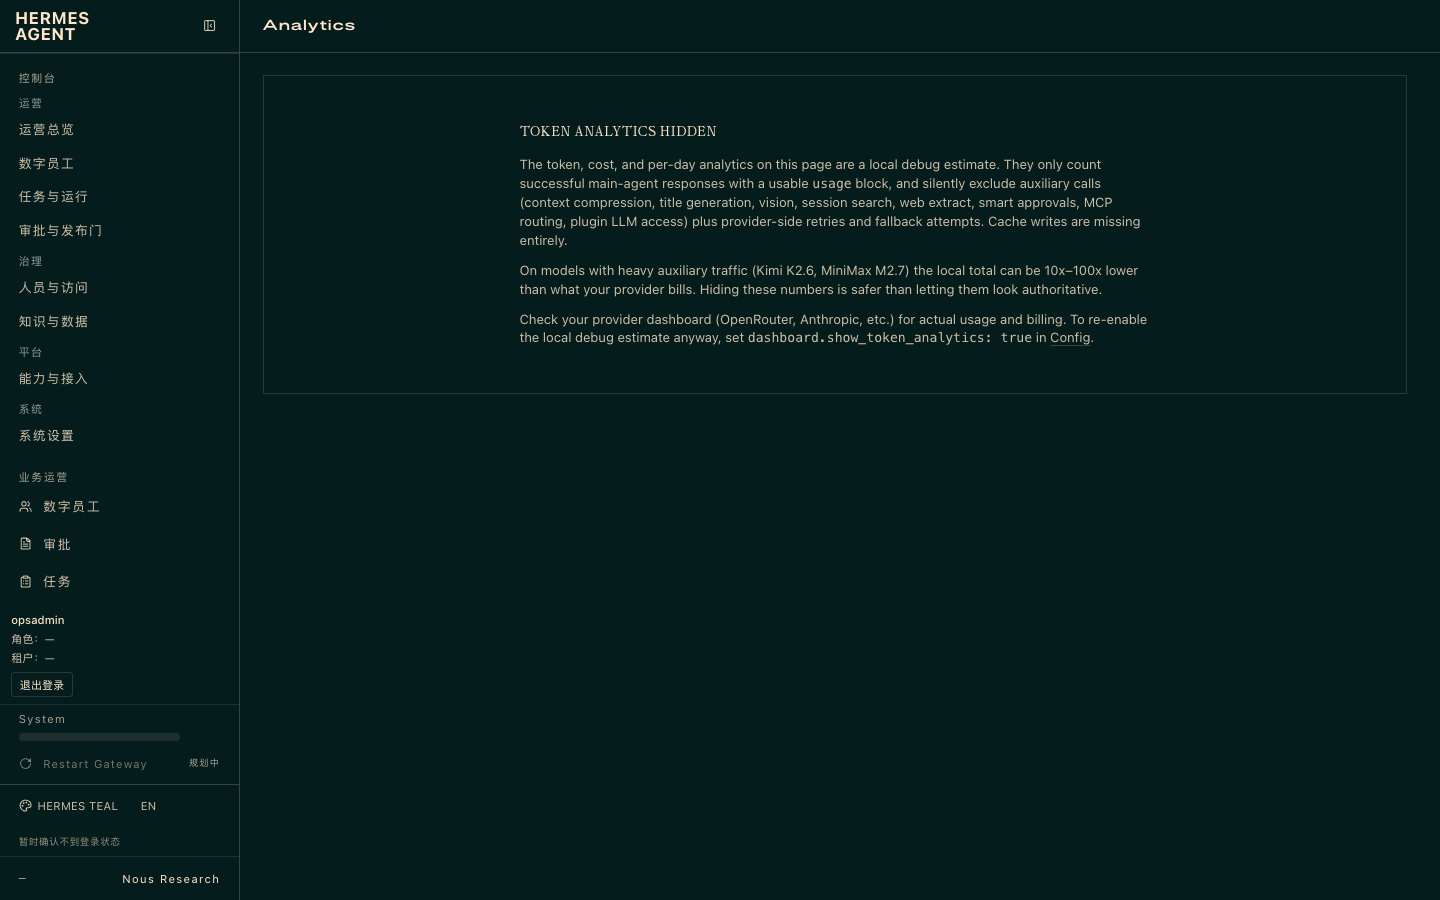 HERMES
AGENT
控制台
运营
运营总览
数字员工
任务与运行
审批与发布门
治理
人员与访问
知识与数据
平台
能力与接入
系统
系统设置
业务运营
数字员工
审批
任务
opsadmin
角色： —
租户： —
退出登录
System
Restart Gateway 规划中
HERMES TEAL EN
暂时确认不到登录状态
— Nous Research
Analytics
TOKEN ANALYTICS HIDDEN
The token, cost, and per-day analytics on this page are a local debug estimate. They only count
successful main-agent responses with a usable usage block, and silently exclude auxiliary calls
(context compression, title generation, vision, session search, web extract, smart approvals, MCP
routing, plugin LLM access) plus provider-side retries and fallback attempts. Cache writes are missing
entirely.
On models with heavy auxiliary traffic (Kimi K2.6, MiniMax M2.7) the local total can be 10x–100x lower
than what your provider bills. Hiding these numbers is safer than letting them look authoritative.
Check your provider dashboard (OpenRouter, Anthropic, etc.) for actual usage and billing. To re-enable
the local debug estimate anyway, set dashboard.show_token_analytics: true in Config.